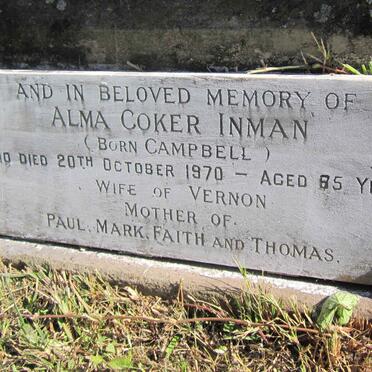 AND IN BELOVED MEMORY OF
ALMA COKER INMAN
(BORN CAMPBELL)
DIED 20TH OCTOBER 1970 – AGED 85
WIFE OF VERNON
MOTHER OF
PAUL, MARK, FAITH AND THOMAS.